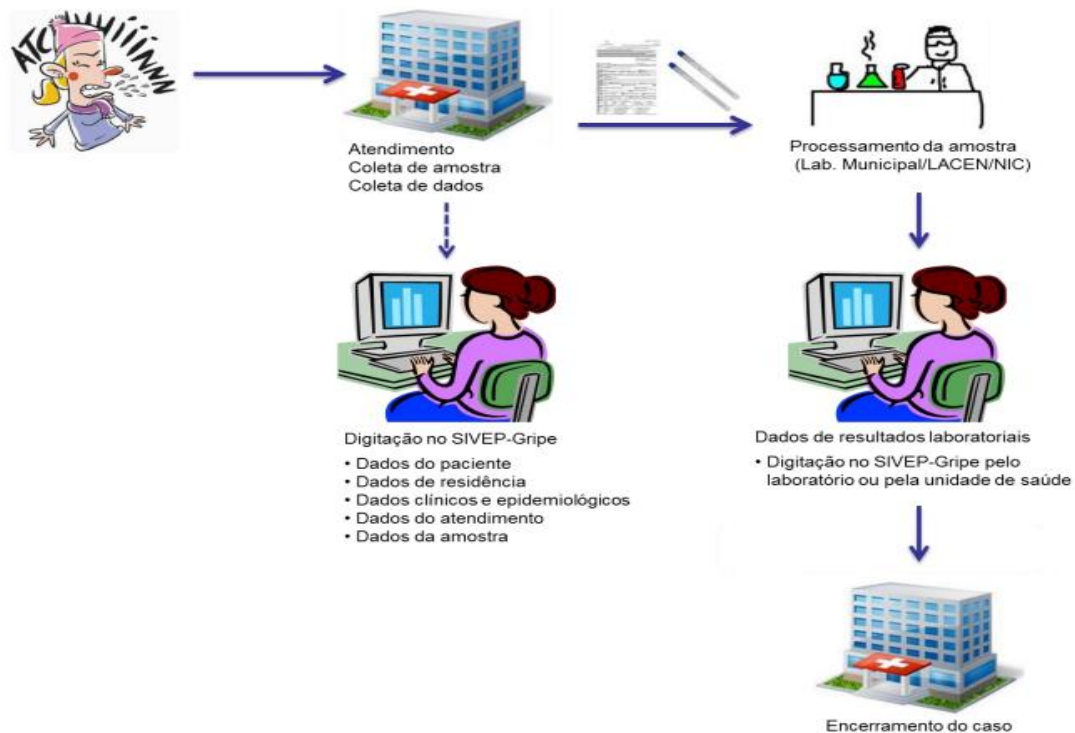 Atendimento
Coleta de amostra
Coleta de dados
Processamento da amostra
(Lab. Municipal/LACEN/NIC)
Digitação no SIVEP-Gripe
• Dados do paciente
• Dados de residência
• Dados clínicos e epidemiológicos
• Dados do atendimento
• Dados da amostra
Dados de resultados laboratoriais
• Digitação no SIVEP-Gripe pelo
laboratório ou pela unidade de saúde
Encerramento do caso